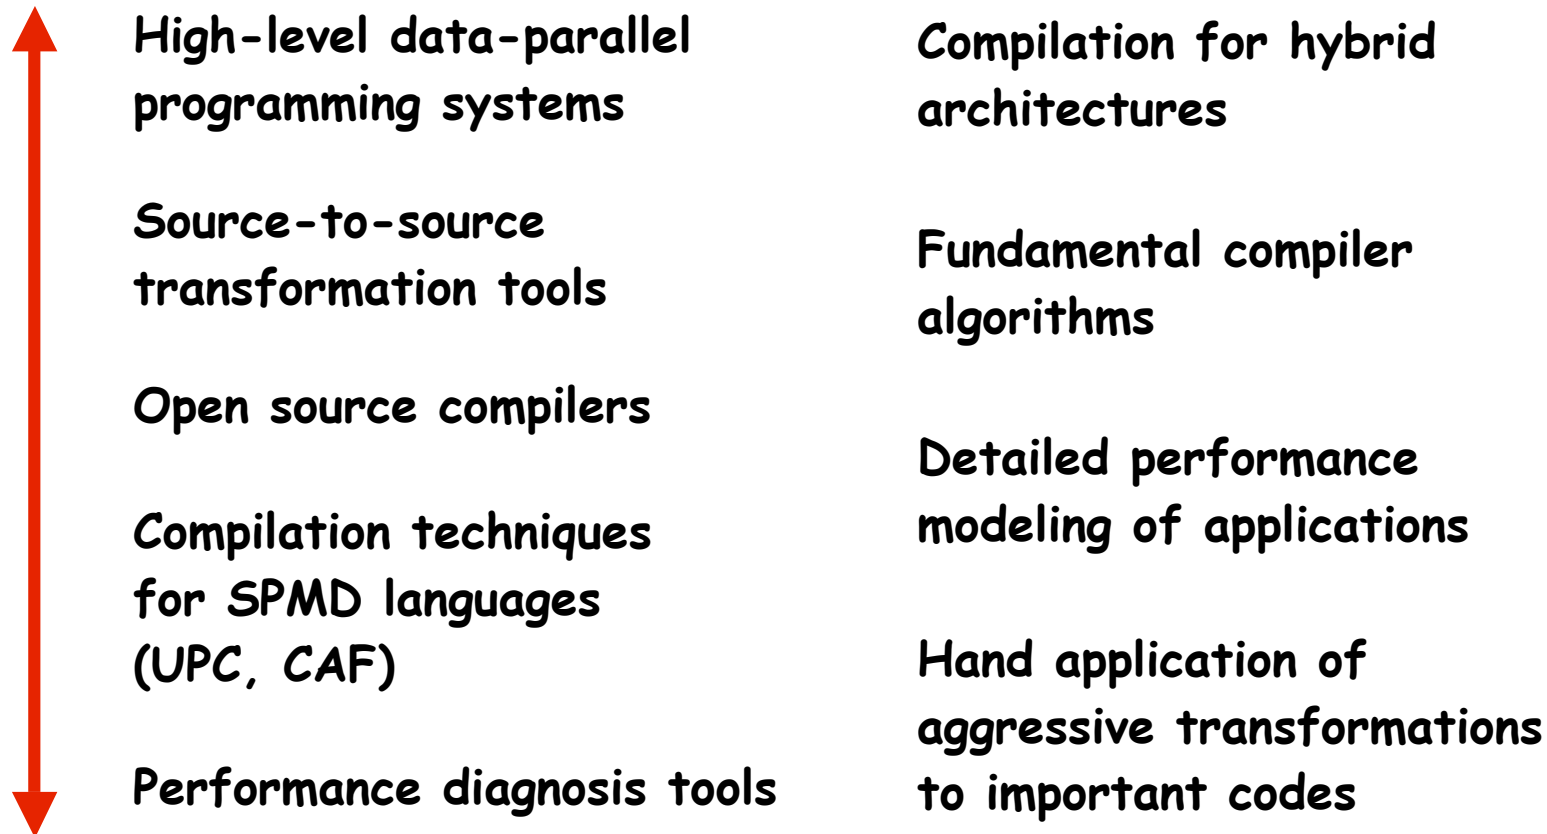 High-level data-parallel
programming systems
Source-to-source
transformation tools
Open source compilers
Compilation techniques
for SPMD languages
(UPC, CAF)
Performance diagnosis tools
Compilation for hybrid
architectures
Fundamental compiler
algorithms
Detailed performance
modeling of applications
Hand application of
aggressive transformations
to important codes